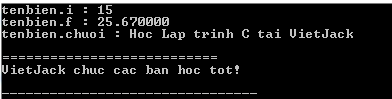 tenbien.i : 15
tenbien.f : 25.670000
tenbien.chuoi : Hoc Lap trinh C tai VietJack
===========================
VietJack chuc cac ban hoc tot!
--------------------------------